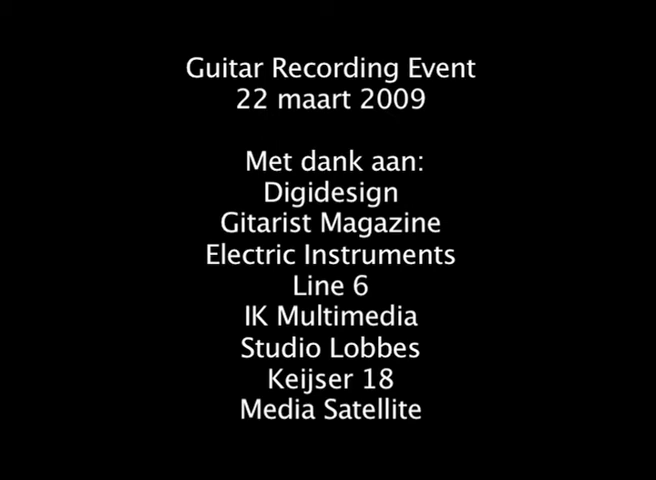 Guitar Recording Event
22 maart 2009
Met dank aan:
Digidesign
Gitarist Magazine
Electric Instruments
Line 6
IK Multimedia
Studio Lobbes
Keijser 18
Media Satellite